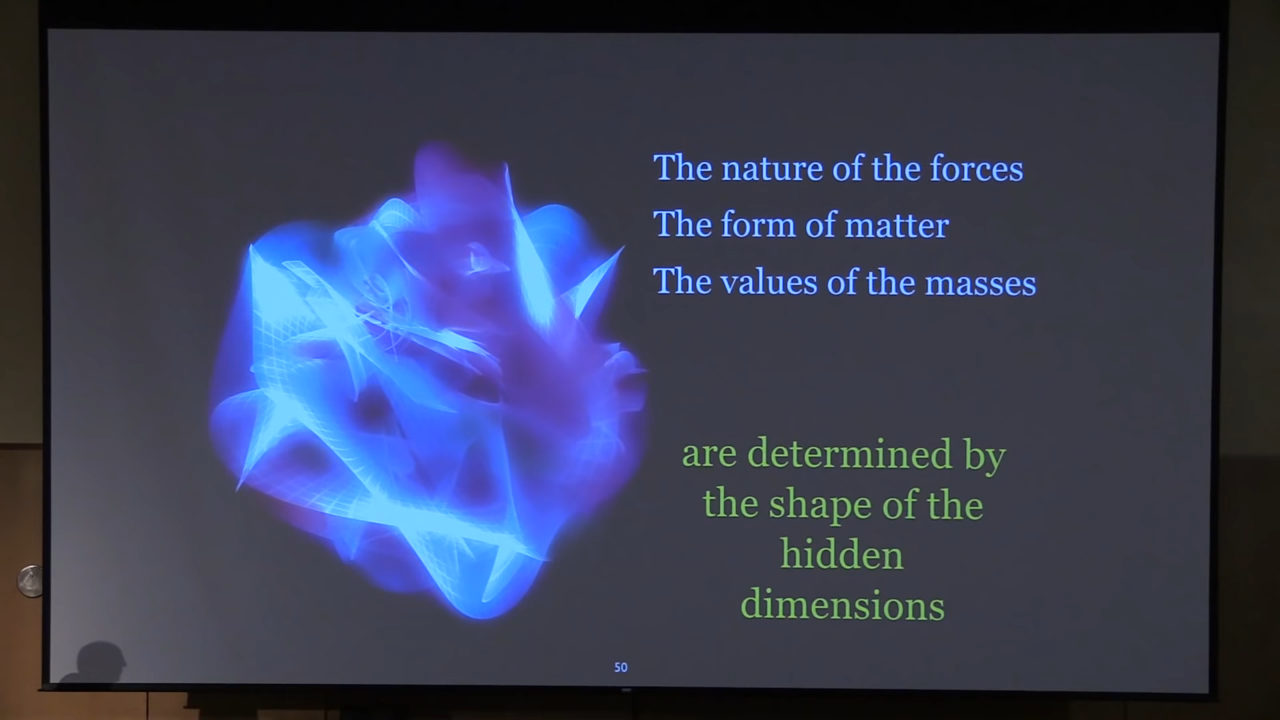 The nature of the forces
The form of matter
The values of the masses
are determined by
the shape of the
hidden
dimensions
50